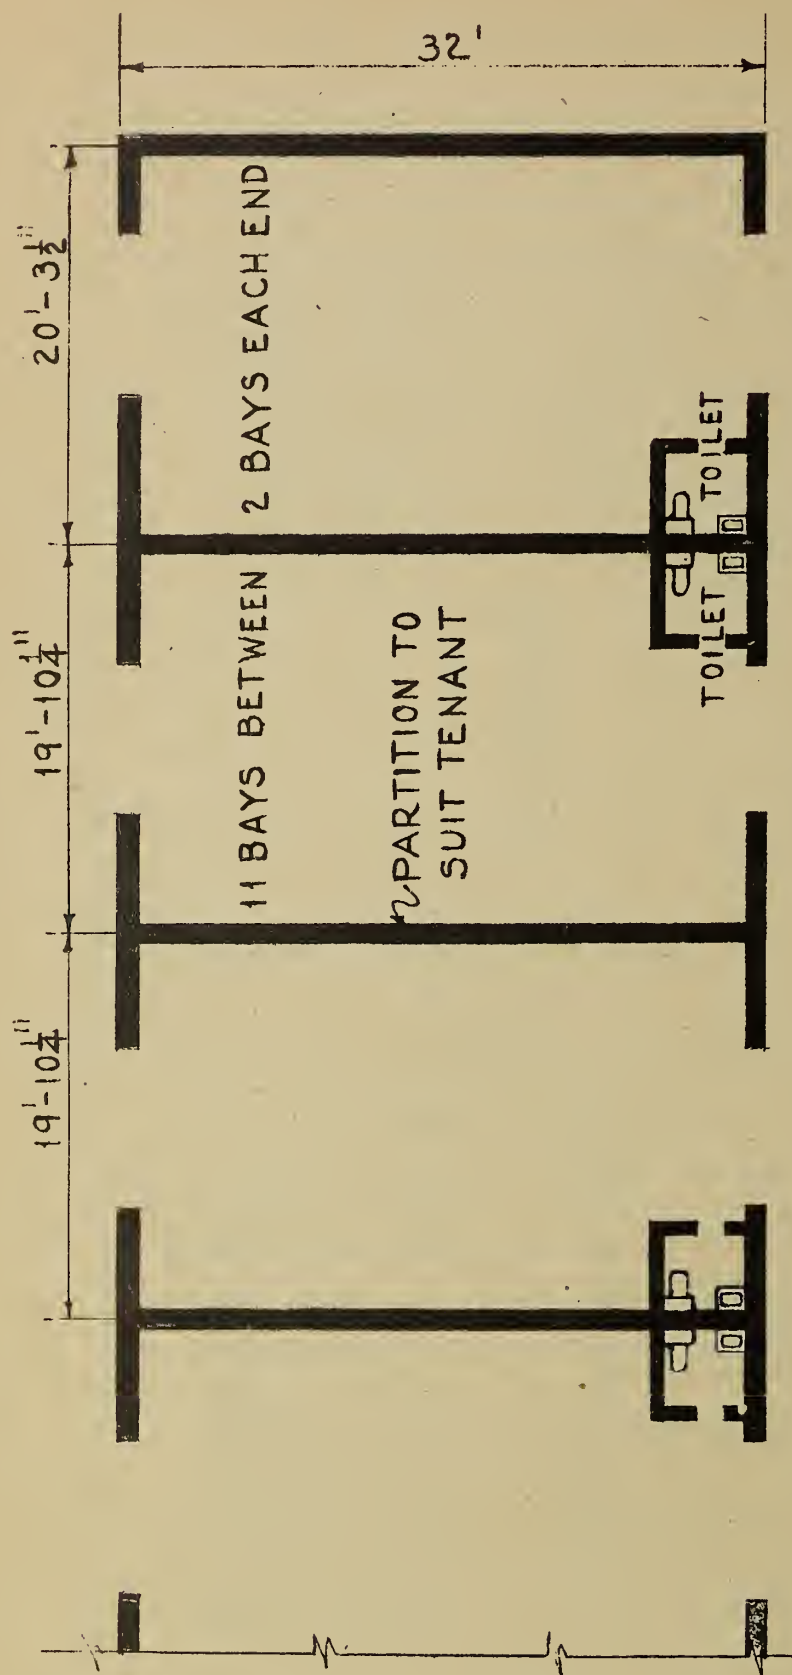 32'
20'-3½"
19'-10¼"
19'-10¼"
2 BAYS EACH END
11 BAYS BETWEEN
PARTITION TO
SUIT TENANT
TOILET
TOILET